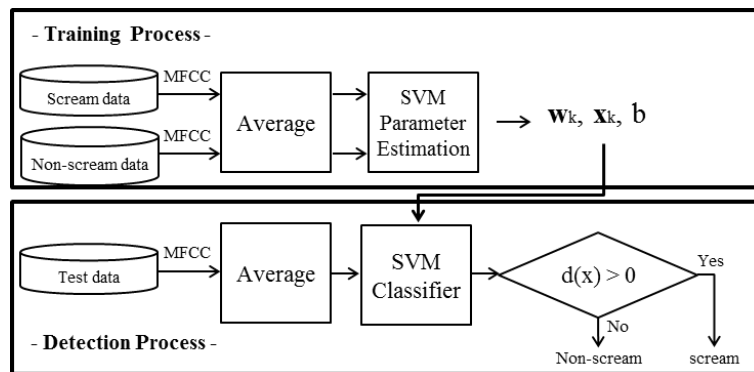 - Training Process -
MFCC
Scream data
MFCC
Non-scream data
Average
SVM
Parameter
Estimation
wk, xk, b
MFCC
Test data
Average
SVM
Classifier
d(x) > 0
Yes
No
Non-scream
scream
- Detection Process -